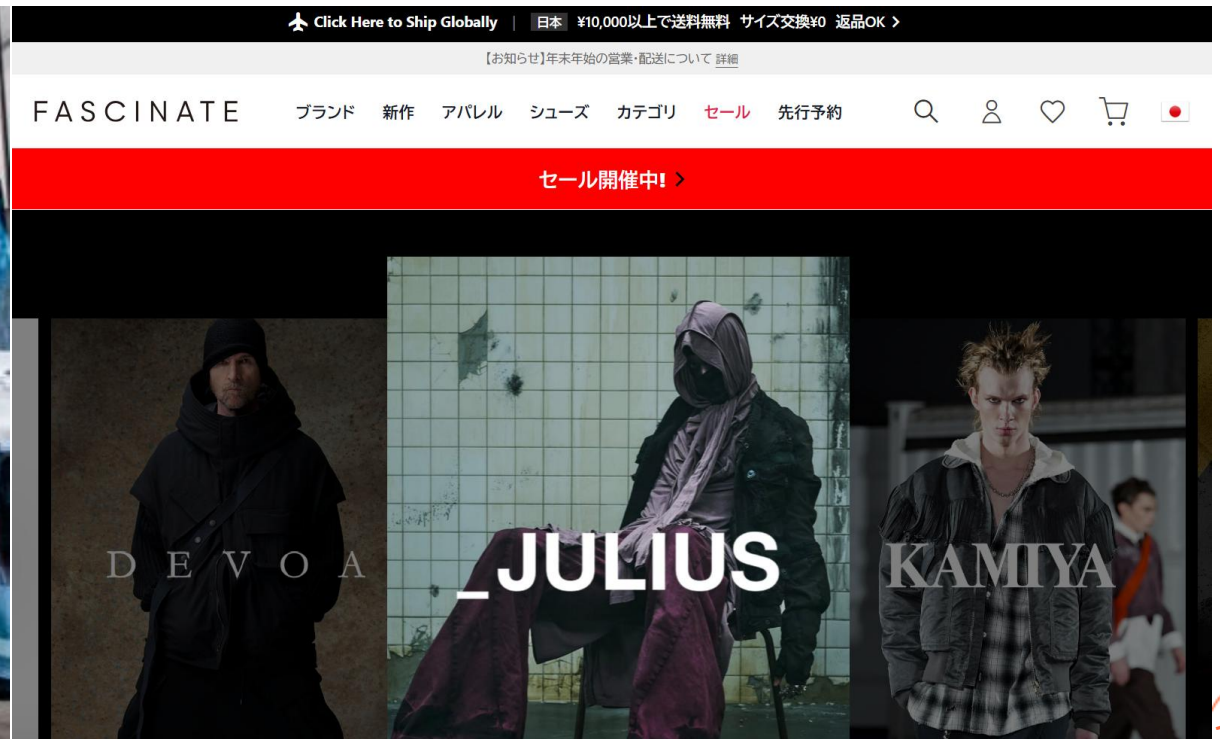 Click Here to Ship Globally | 日本 ¥10,000以上で送料無料 サイズ交換¥0 返品OK >
【お知らせ】年末年始の営業・配送について 詳細
FASCINATE ブランド 新作 アパレル シューズ カテゴリ セール 先行予約
セール開催中! >
DEVOA
_JULIUS
KAMIYA